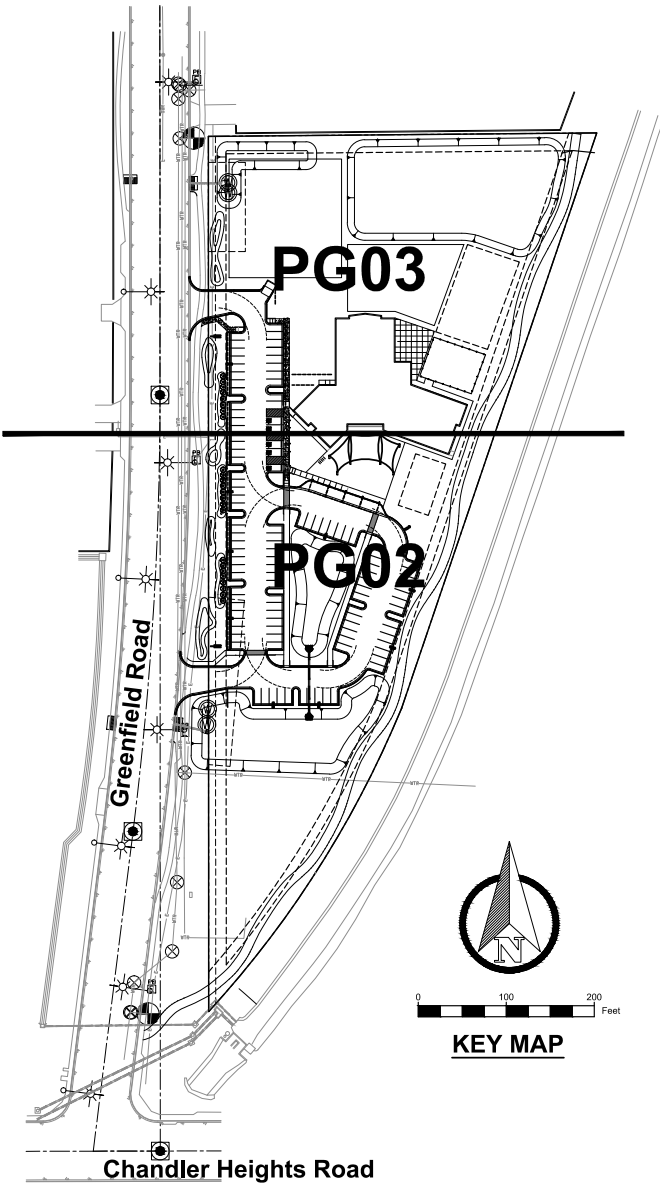 PG03
PG02
Greenfield Road
N
0 100 200
Feet
KEY MAP
Chandler Heights Road